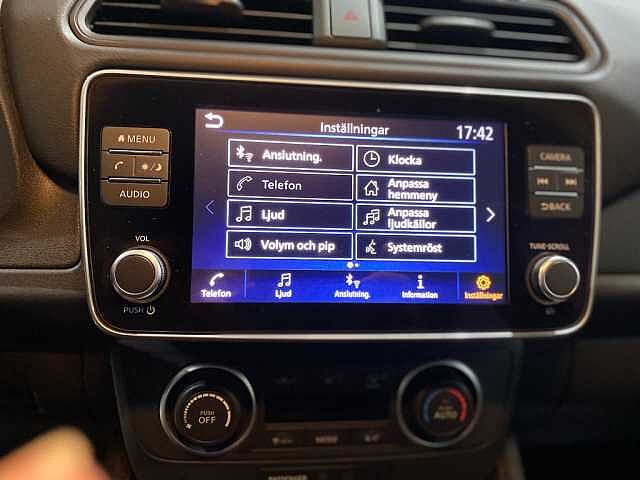 Inställningar 17:42
MENU
AUDIO
VOL
PUSH
Anslutning.
Telefon
Ljud
Volym och pip
Klocka
Anpassa
hemmeny
Anpassa
ljudkällor
Systemröst
Telefon Ljud Anslutning. Information Inställningar
CAMERA
BACK
TUNE·SCROLL
PUSH
OFF
AUTO
PASSENGER